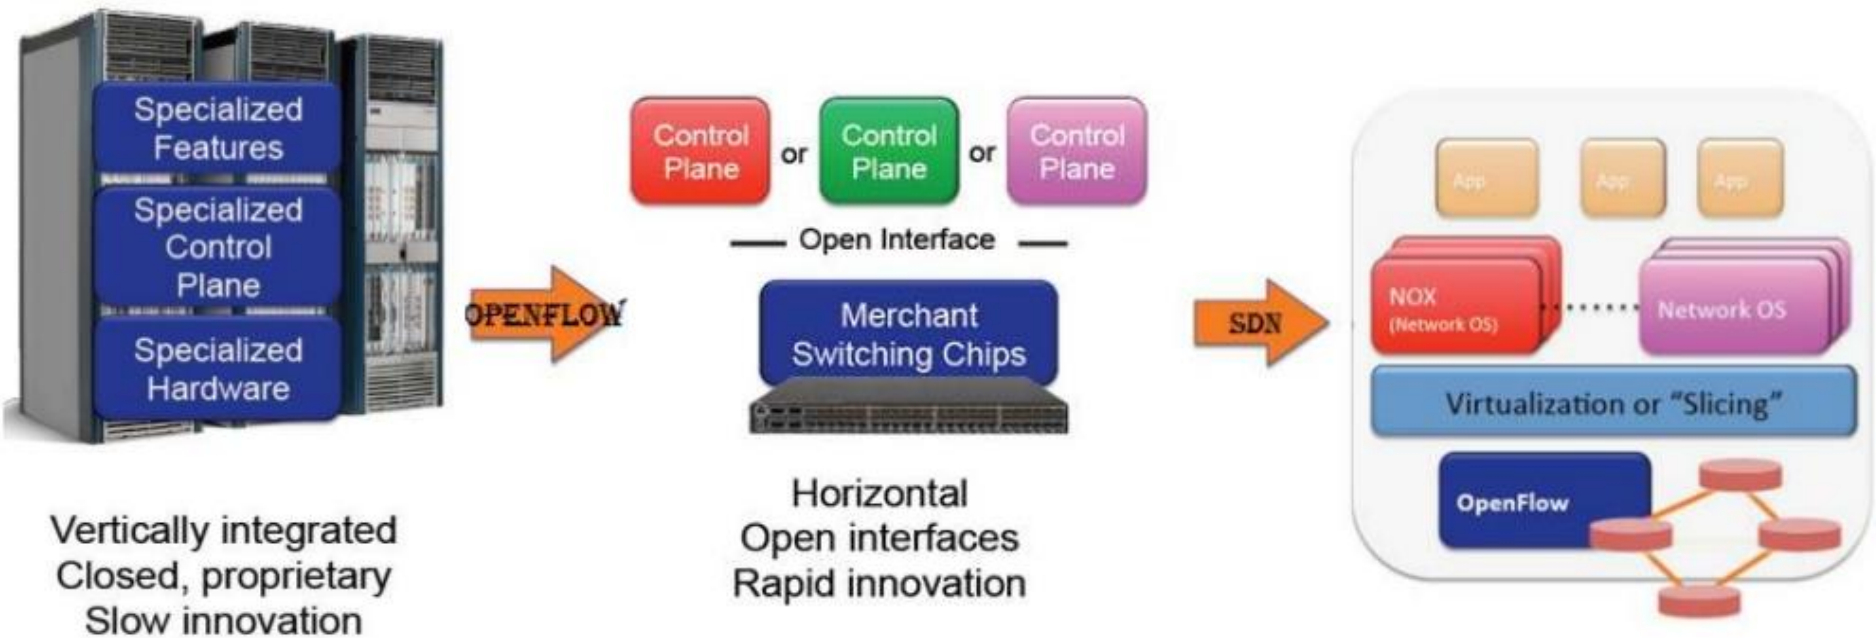 Specialized
Features
Specialized
Control
Plane
Specialized
Hardware
Vertically integrated
Closed, proprietary
Slow innovation
OPENFLOW
Control
Plane
or
Control
Plane
or
Control
Plane
Open Interface
Merchant
Switching Chips
Horizontal
Open interfaces
Rapid innovation
SDN
App
App
App
NOX
(Network OS)
Network OS
Virtualization or “Slicing”
OpenFlow